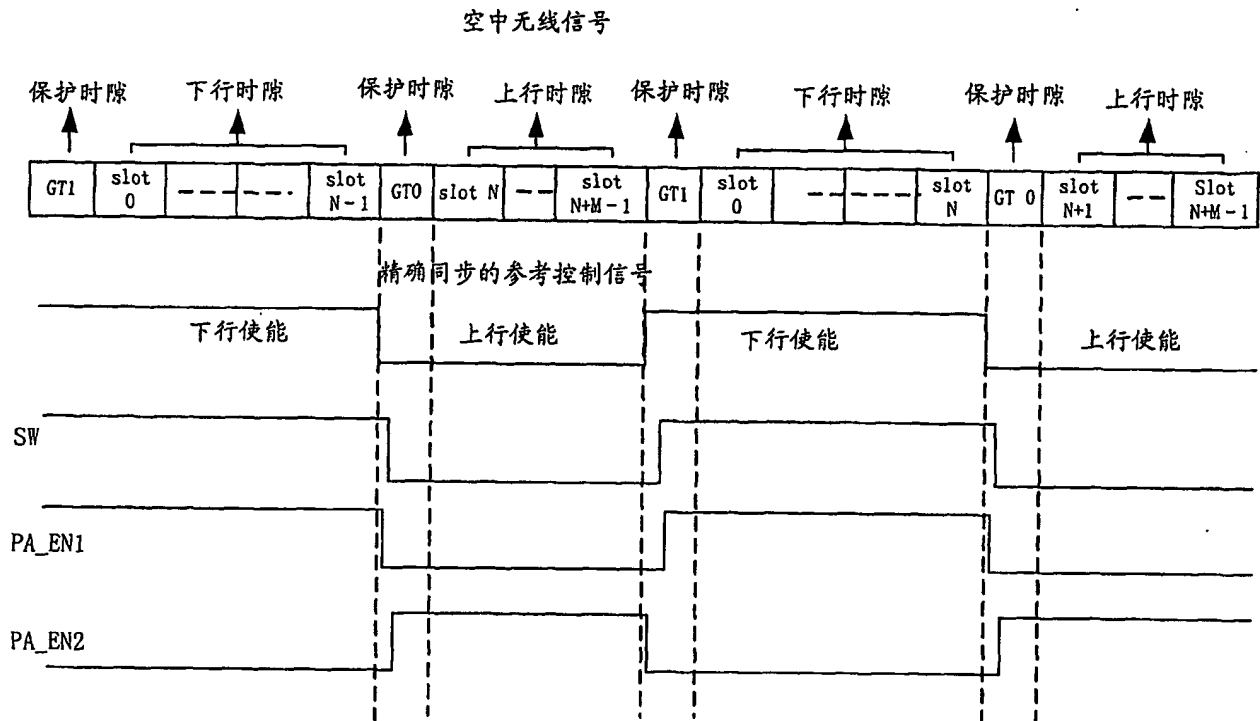 空中无线信号
保护时隙 下行时隙 保护时隙 上行时隙 保护时隙 下行时隙 保护时隙 上行时隙
GT1 slot 0 ---- ---- slot N-1 GT0 slot N -- slot N+M-1 GT1 slot 0 ---- ---- slot N GT 0 slot N+1 -- Slot N+M-1
精确同步的参考控制信号
下行使能 上行使能 下行使能 上行使能
SW
PA_EN1
PA_EN2